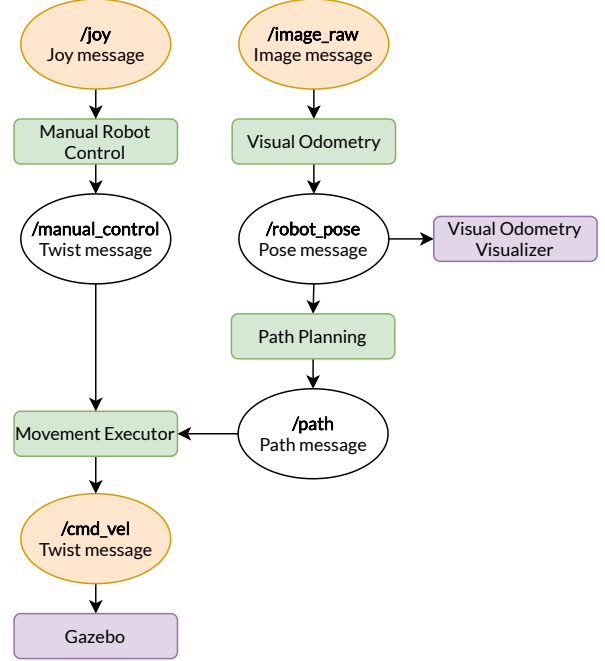 /joy
Joy message
/image_raw
Image message
Manual Robot
Control
Visual Odometry
/manual_control
Twist message
/robot_pose
Pose message
Visual Odometry
Visualizer
Path Planning
/path
Path message
Movement Executor
/cmd_vel
Twist message
Gazebo